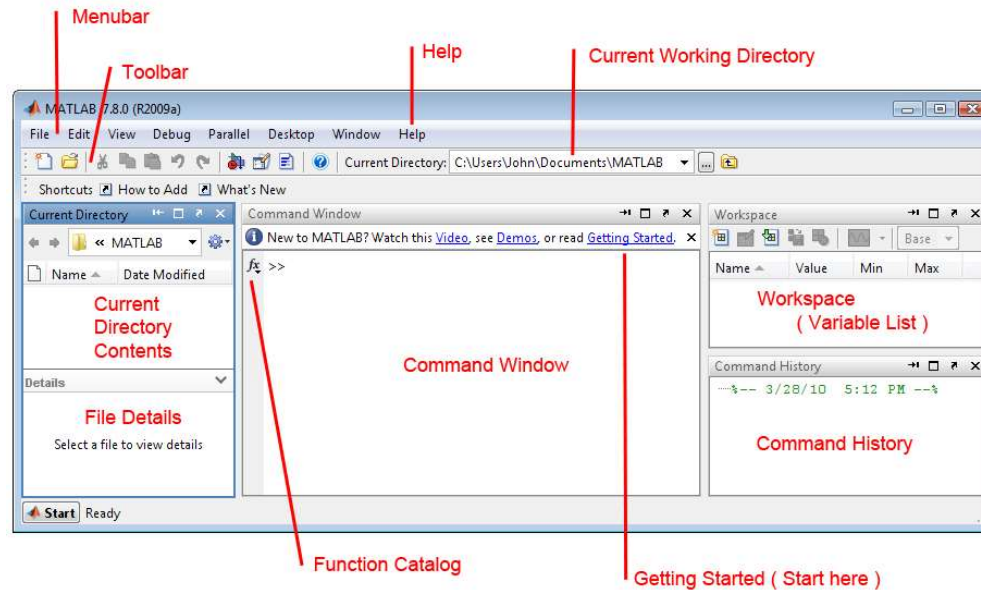 Menubar
Help
Current Working Directory
Toolbar
MATLAB 7.8.0 (R2009a)
File Edit View Debug Parallel Desktop Window Help
Current Directory: C:\Users\John\Documents\MATLAB ...
Shortcuts How to Add What's New
Current Directory
« MATLAB
Name Date Modified
Current
Directory
Contents
Details
File Details
Select a file to view details
Command Window
New to MATLAB? Watch this Video, see Demos, or read Getting Started.
fx >>
Command Window
Workspace
Base
Name Value Min Max
Workspace
( Variable List )
Command History
%-- 3/28/10 5:12 PM --%
Command History
Start Ready
Function Catalog
Getting Started ( Start here )